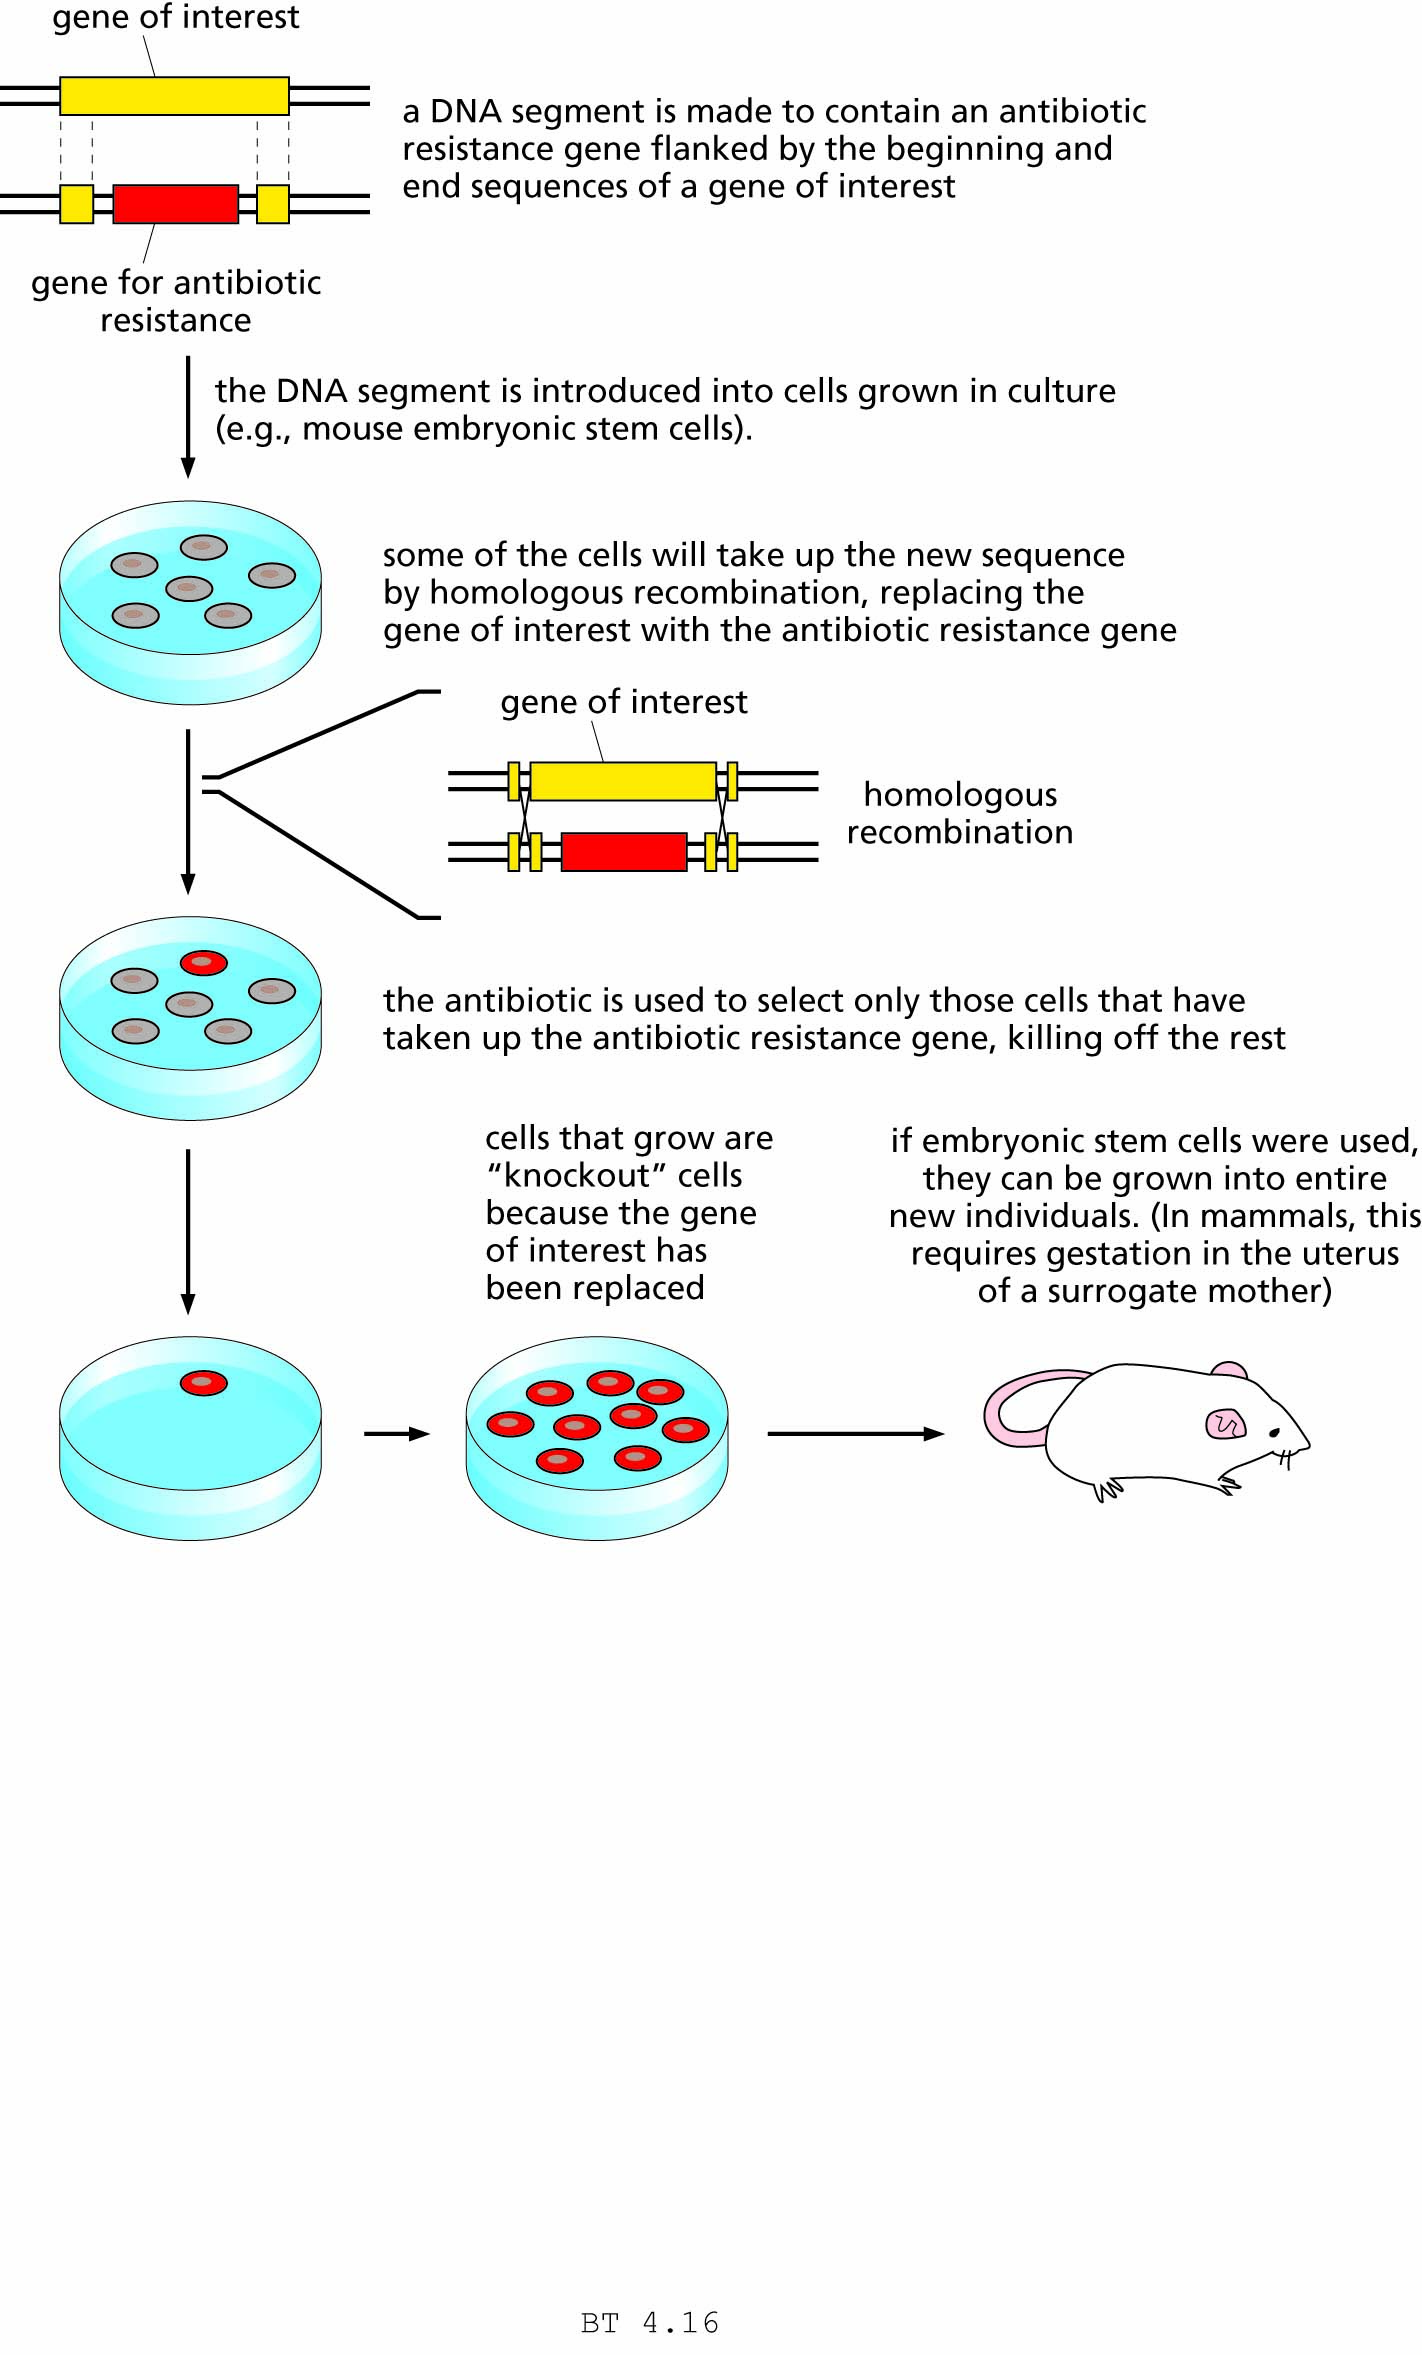 gene of interest
a DNA segment is made to contain an antibiotic
resistance gene flanked by the beginning and
end sequences of a gene of interest
gene for antibiotic
resistance
the DNA segment is introduced into cells grown in culture
(e.g., mouse embryonic stem cells).
some of the cells will take up the new sequence
by homologous recombination, replacing the
gene of interest with the antibiotic resistance gene
gene of interest
homologous
recombination
the antibiotic is used to select only those cells that have
taken up the antibiotic resistance gene, killing off the rest
cells that grow are
“knockout” cells
because the gene
of interest has
been replaced
if embryonic stem cells were used,
they can be grown into entire
new individuals. (In mammals, this
requires gestation in the uterus
of a surrogate mother)
BT 4.16